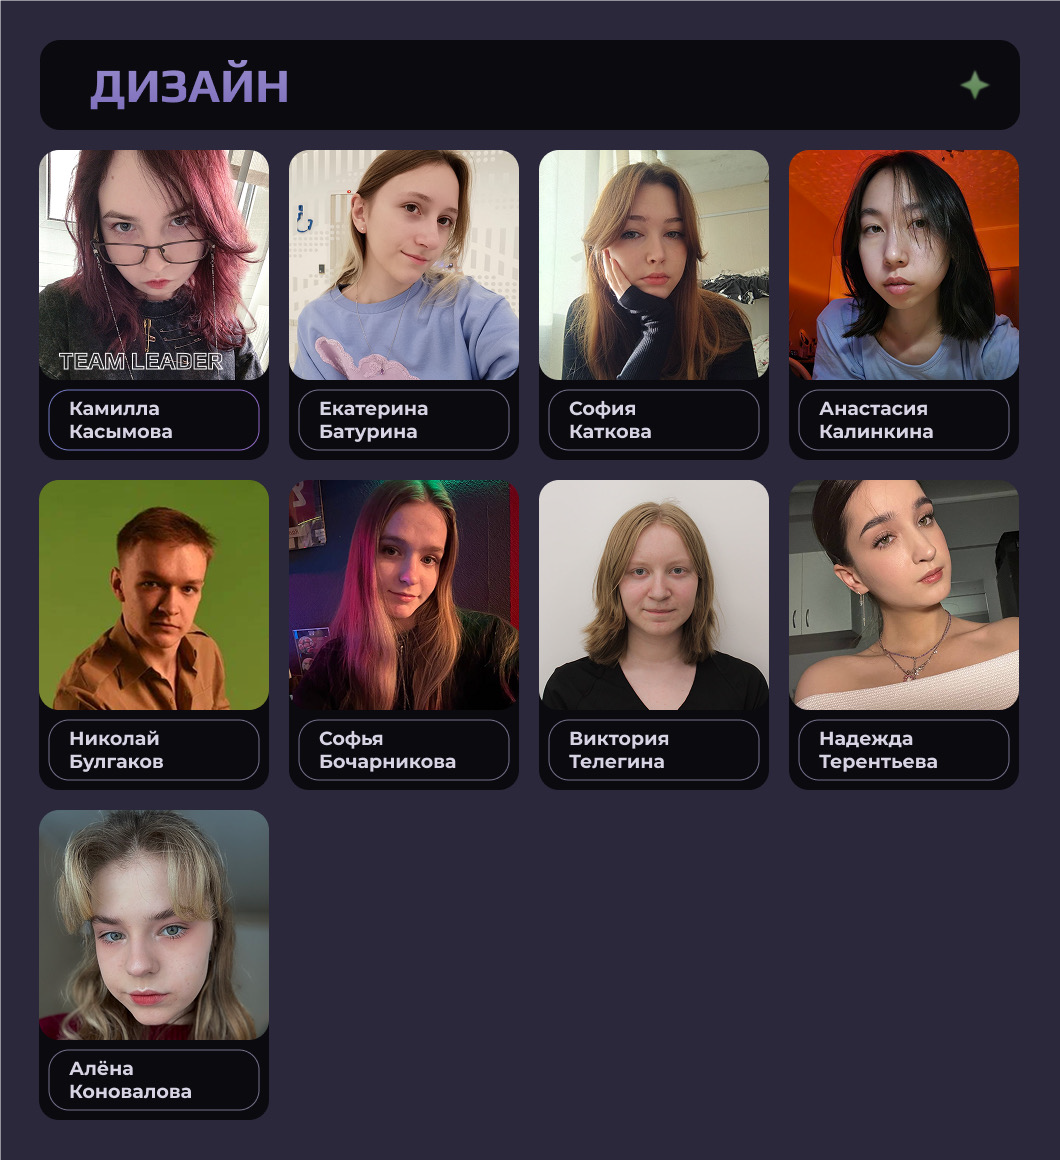 ДИЗАЙН
TEAM LEADER
Камилла
Касымова
Екатерина
Батурина
София
Каткова
Анастасия
Калинкина
Николай
Булгаков
Софья
Бочарникова
Виктория
Телегина
Надежда
Терентьева
Алёна
Коновалова